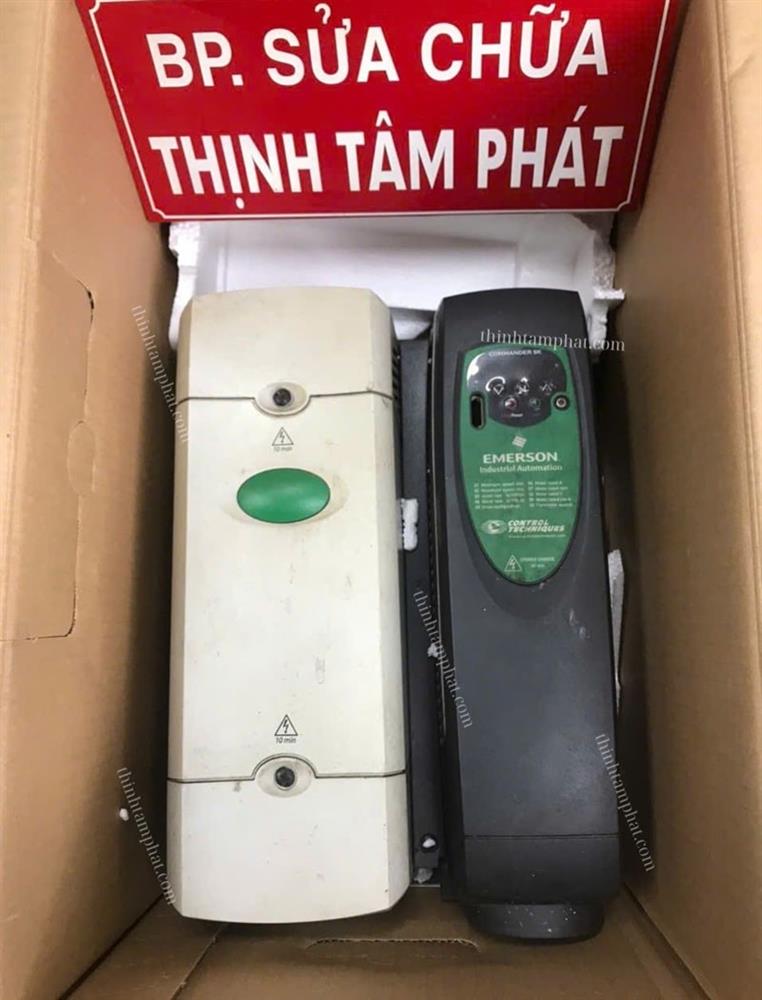 BP. SỬA CHỮA
THỊNH TÂM PHÁT
thinhtamphat.com
thinhtamphat.com
COMMANDER SK
10 min
EMERSON
Industrial Automation
CONTROL
TECHNIQUES
thinhtamphat.com
thinhtamphat.com
10 min
thinhtamphat.com
thinhtamphat.com